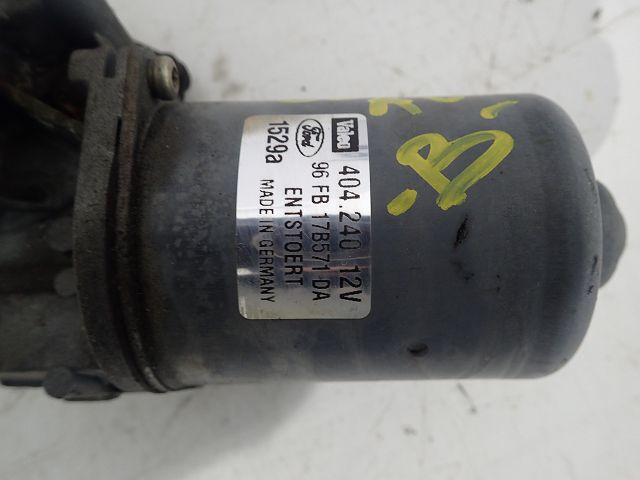 Valeo 404.240 12V
Ford 96 FB 17B571 DA
1529a ENTSTOERT
MADE IN GERMANY